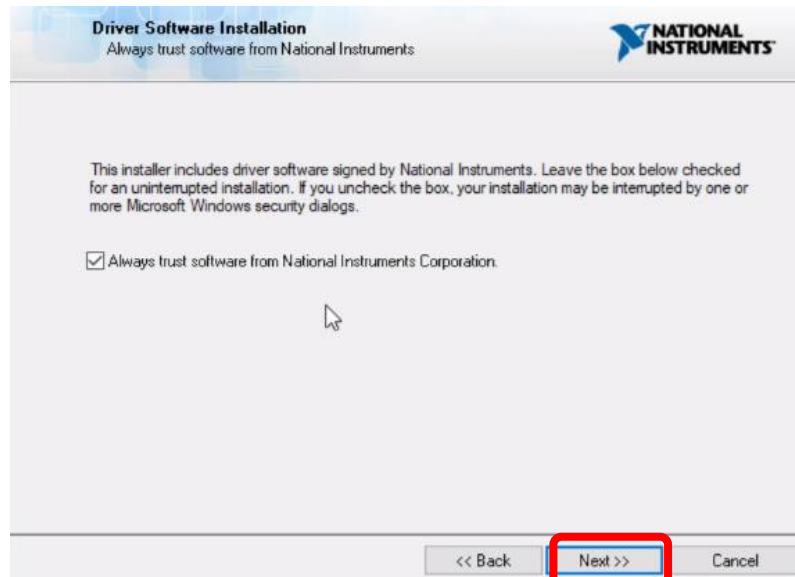 Driver Software Installation
Always trust software from National Instruments
NATIONAL
INSTRUMENTS
This installer includes driver software signed by National Instruments. Leave the box below checked
for an uninterrupted installation. If you uncheck the box, your installation may be interrupted by one or
more Microsoft Windows security dialogs.
Always trust software from National Instruments Corporation.
<< Back Next >> Cancel